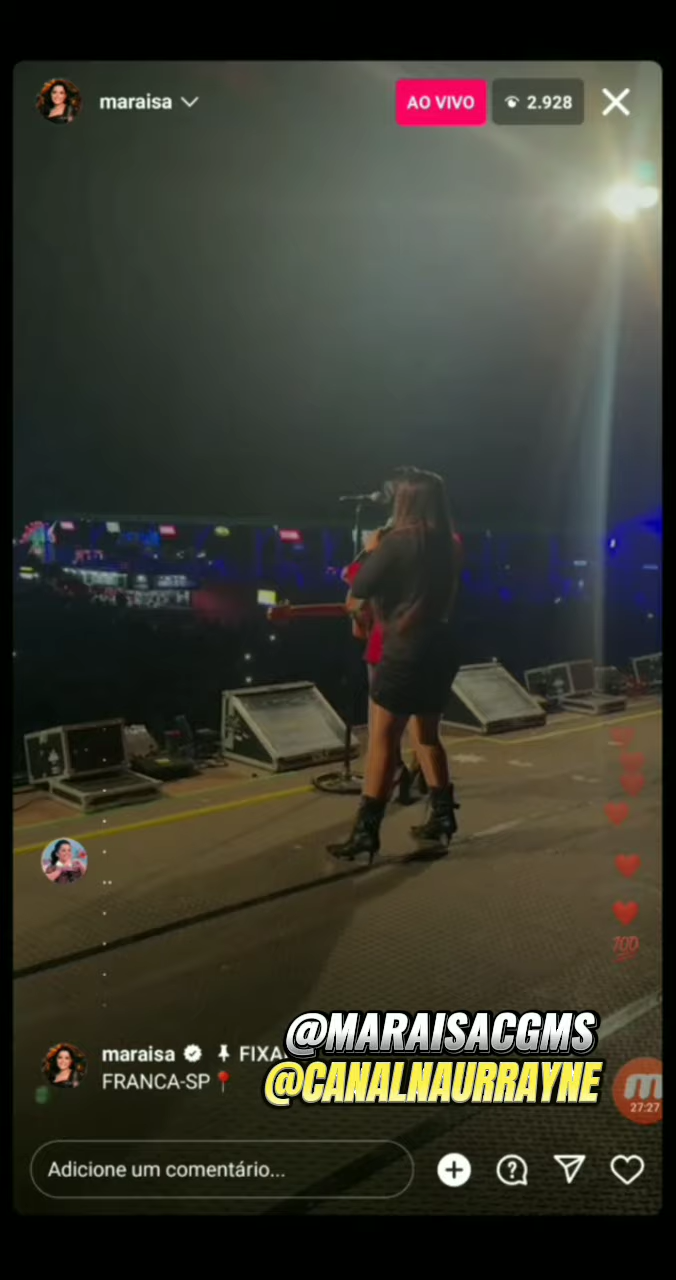 maraisa
AO VIVO
2.928
maraisa FIXA
FRANCA-SP
@MARAISACGMS
@CANALNAURRAYNE
27:27
Adicione um comentário...